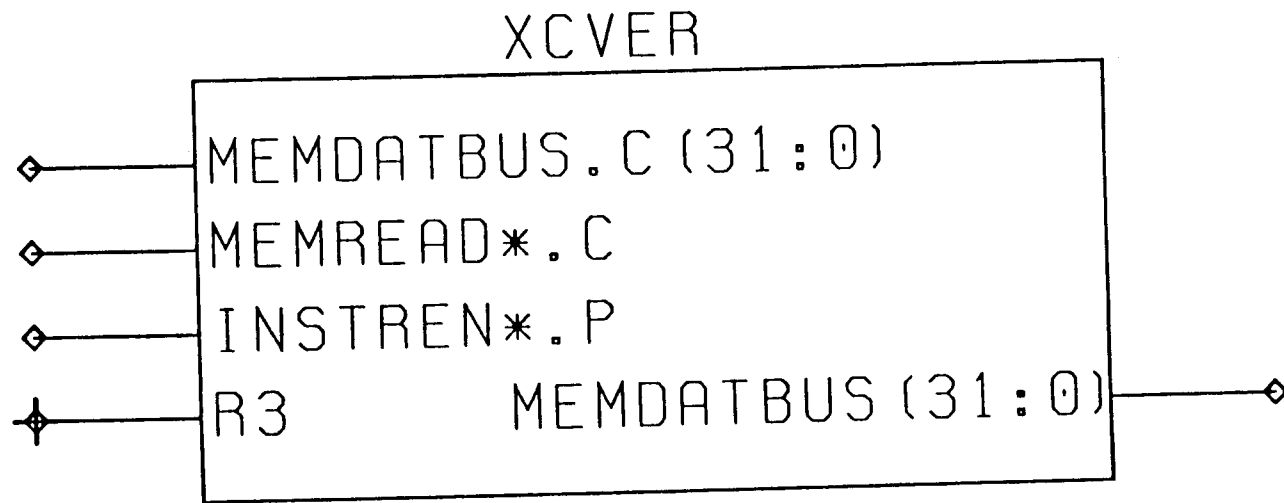 XCVER
MEMDATBUS.C(31:0)
MEMREAD*.C
INSTREN*.P
R3 MEMDATBUS(31:0)